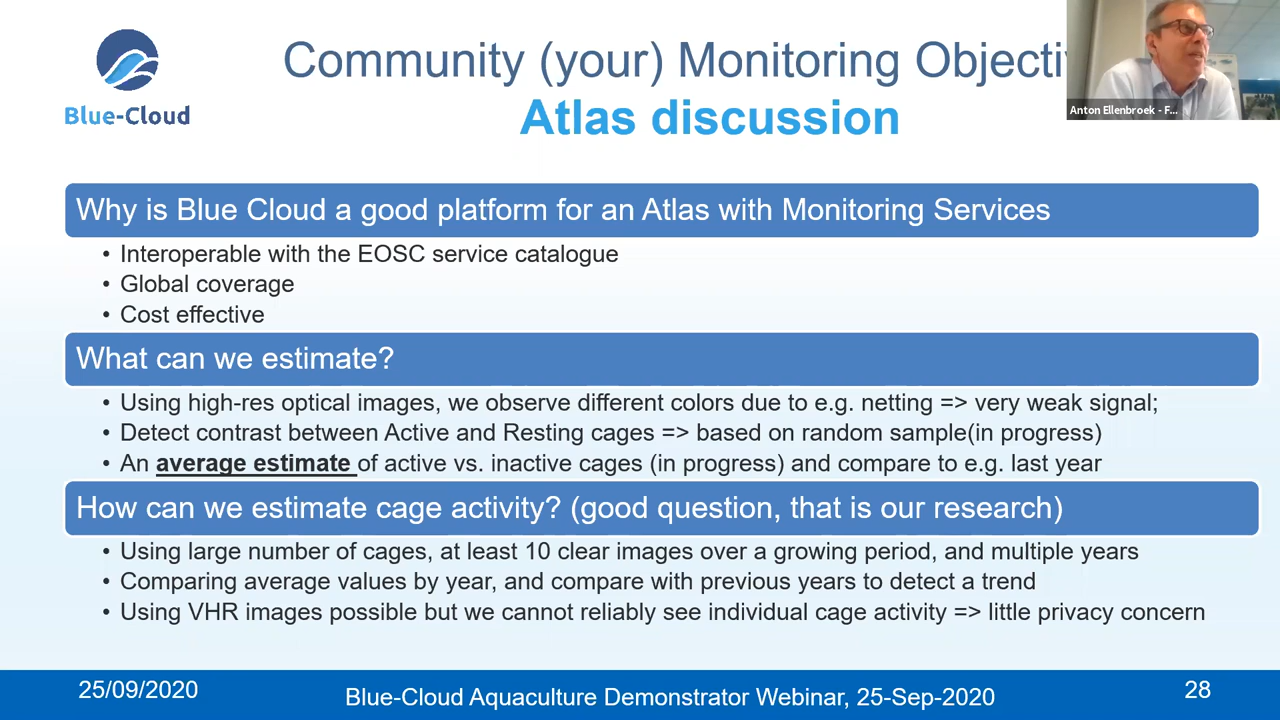 Blue-Cloud
Community (your) Monitoring Objecti
Atlas discussion
Anton Ellenbroek - F...
Why is Blue Cloud a good platform for an Atlas with Monitoring Services
• Interoperable with the EOSC service catalogue
• Global coverage
• Cost effective
What can we estimate?
• Using high-res optical images, we observe different colors due to e.g. netting => very weak signal;
• Detect contrast between Active and Resting cages => based on random sample(in progress)
• An average estimate of active vs. inactive cages (in progress) and compare to e.g. last year
How can we estimate cage activity? (good question, that is our research)
• Using large number of cages, at least 10 clear images over a growing period, and multiple years
• Comparing average values by year, and compare with previous years to detect a trend
• Using VHR images possible but we cannot reliably see individual cage activity => little privacy concern
25/09/2020
Blue-Cloud Aquaculture Demonstrator Webinar, 25-Sep-2020
28